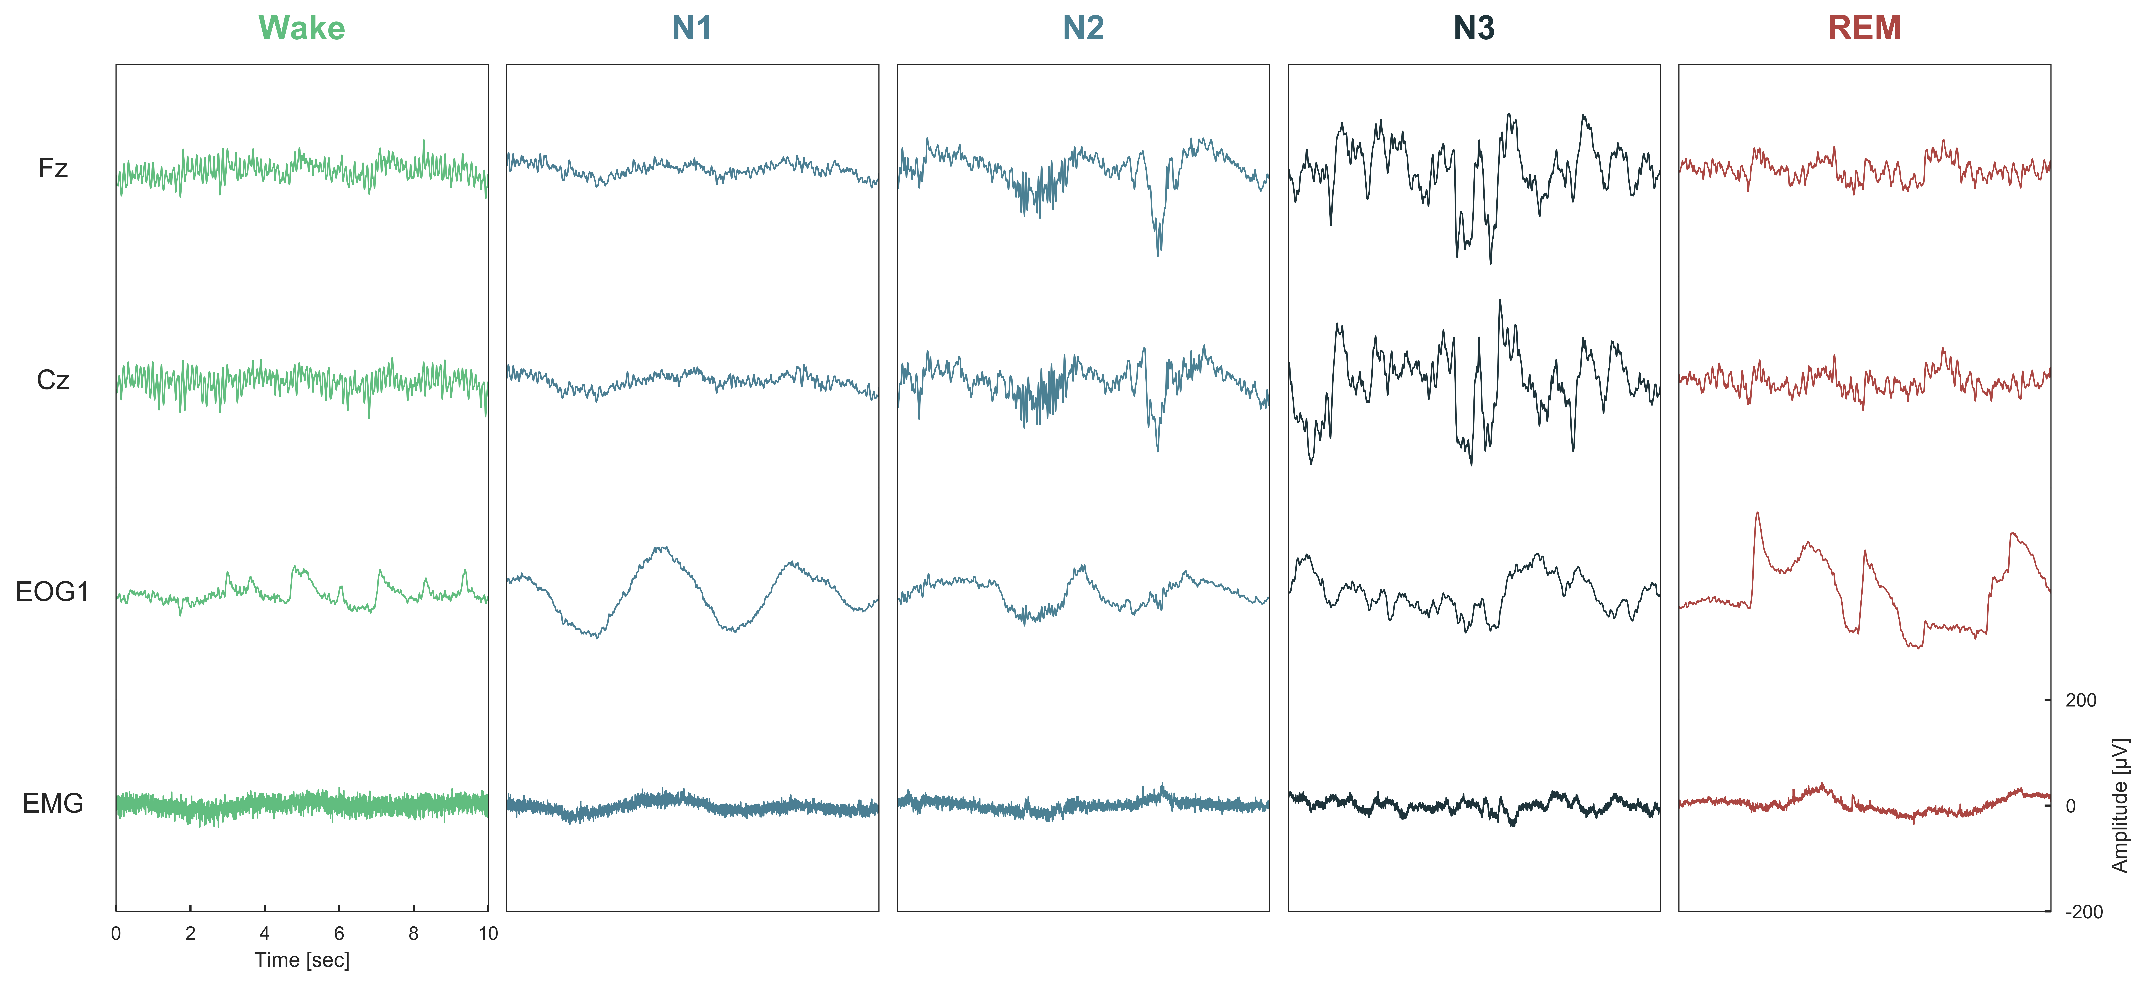 Wake N1 N2 N3 REM
Fz
Cz
EOG1
EMG
200
0
-200
Amplitude [µV]
0 2 4 6 8 10
Time [sec]